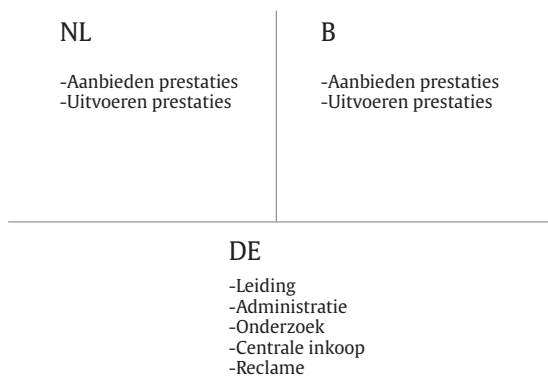 NL
-Aanbieden prestaties
-Uitvoeren prestaties
B
-Aanbieden prestaties
-Uitvoeren prestaties
DE
-Leiding
-Administratie
-Onderzoek
-Centrale inkoop
-Reclame